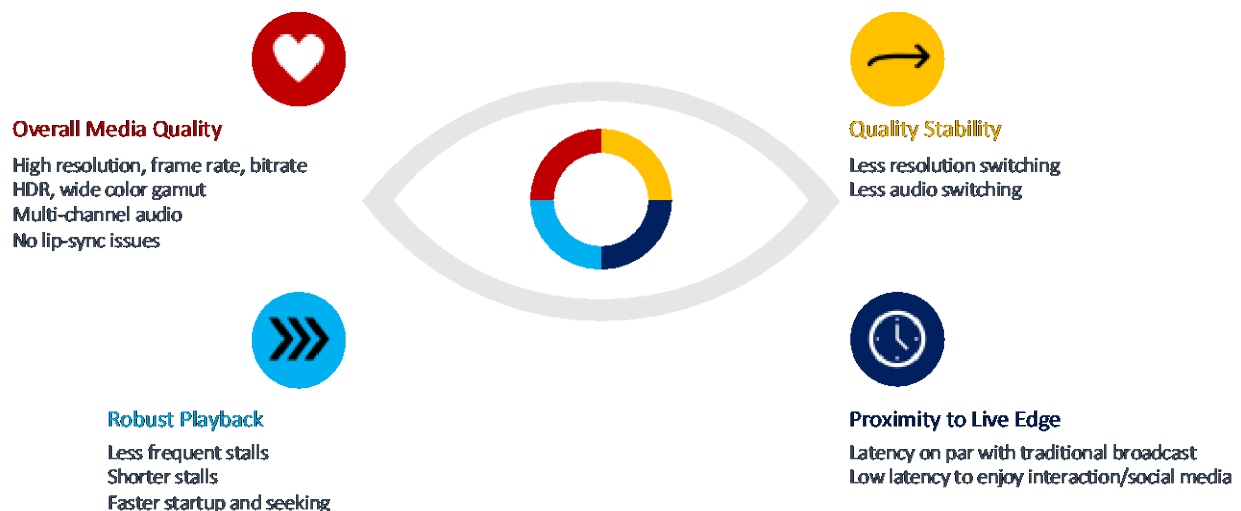 Overall Media Quality
High resolution, frame rate, bitrate
HDR, wide color gamut
Multi-channel audio
No lip-sync issues
Quality Stability
Less resolution switching
Less audio switching
Robust Playback
Less frequent stalls
Shorter stalls
Faster startup and seeking
Proximity to Live Edge
Latency on par with traditional broadcast
Low latency to enjoy interaction/social media